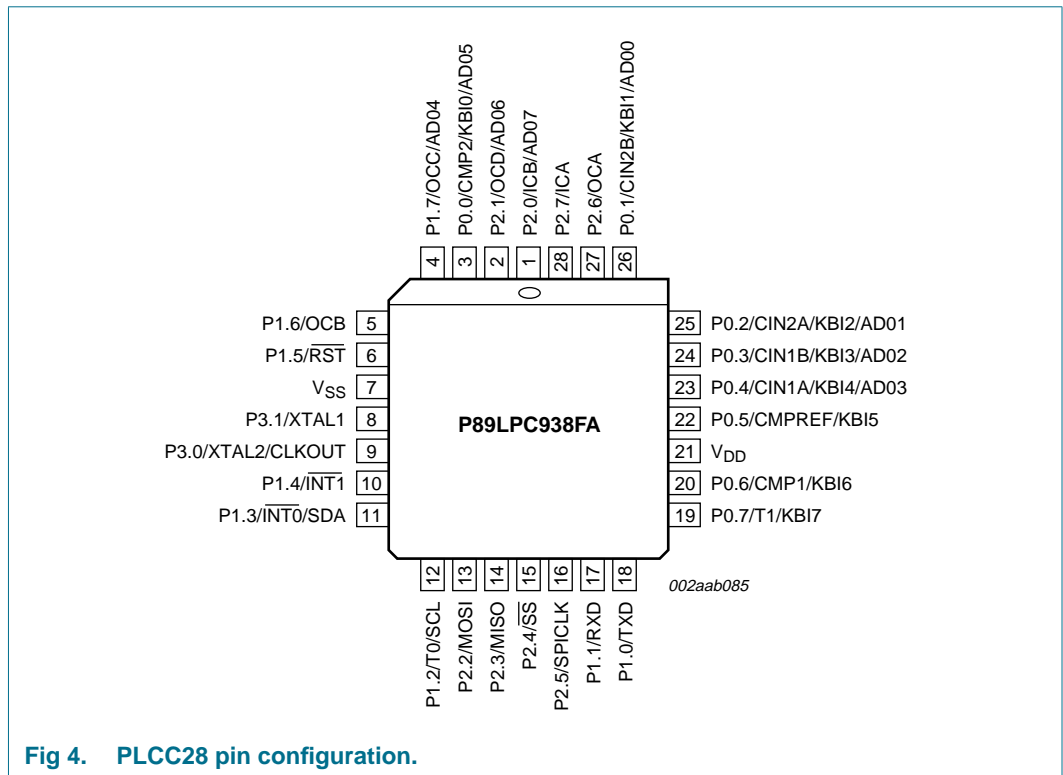 P1.7/OCC/AD04
P0.0/CMP2/KBI0/AD05
P2.1/OCD/AD06
P2.0/ICB/AD07
P2.7/ICA
P2.6/OCA
P0.1/CIN2B/KBI1/AD00
4 3 2 1 28 27 26
P1.6/OCB 5
P1.5/R̅S̅T̅ 6
VSS 7
P3.1/XTAL1 8
P3.0/XTAL2/CLKOUT 9
P1.4/I̅N̅T̅1̅ 10
P1.3/I̅N̅T̅0̅/SDA 11
P89LPC938FA
25 P0.2/CIN2A/KBI2/AD01
24 P0.3/CIN1B/KBI3/AD02
23 P0.4/CIN1A/KBI4/AD03
22 P0.5/CMPREF/KBI5
21 VDD
20 P0.6/CMP1/KBI6
19 P0.7/T1/KBI7
12 13 14 15 16 17 18
P1.2/T0/SCL
P2.2/MOSI
P2.3/MISO
P2.4/S̅S̅
P2.5/SPICLK
P1.1/RXD
P1.0/TXD
002aab085
Fig 4. PLCC28 pin configuration.